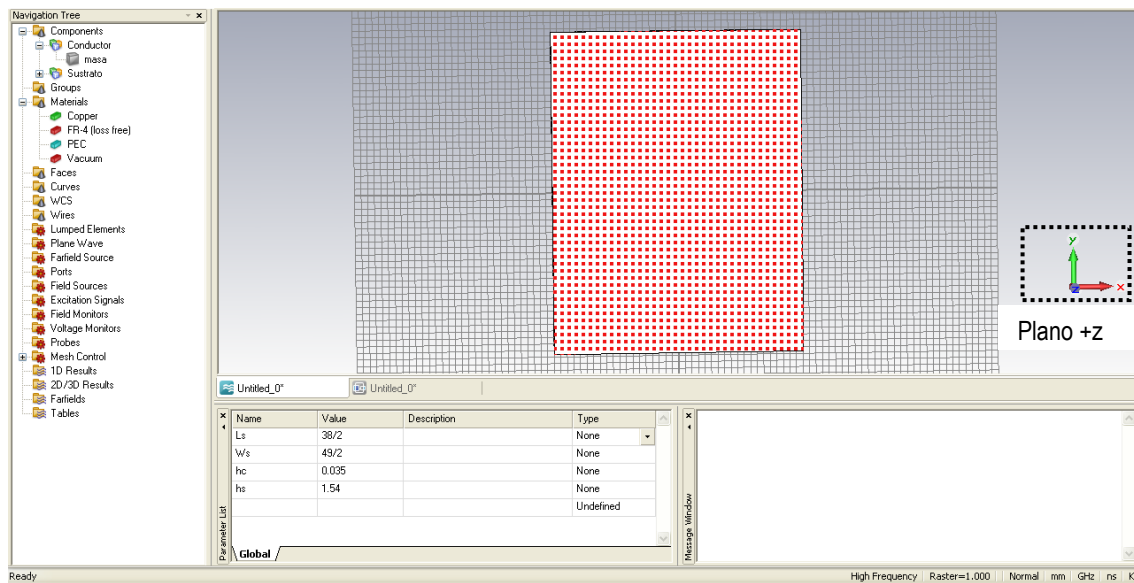 Navigation Tree
Components
Conductor
masa
Sustrato
Groups
Materials
Copper
FR-4 (loss free)
PEC
Vacuum
Faces
Curves
WCS
Wires
Lumped Elements
Plane Wave
Farfield Source
Ports
Field Sources
Excitation Signals
Field Monitors
Voltage Monitors
Probes
Mesh Control
1D Results
2D/3D Results
Farfields
Tables
y
x
z
Plano +z
Untitled_0*
Untitled_0*
Name Value Description Type
Ls 38/2 None
Ws 49/2 None
hc 0.035 None
hs 1.54 None
Undefined
Parameter List
Global
Message Window
Ready
High Frequency Raster=1.000 Normal mm GHz ns K